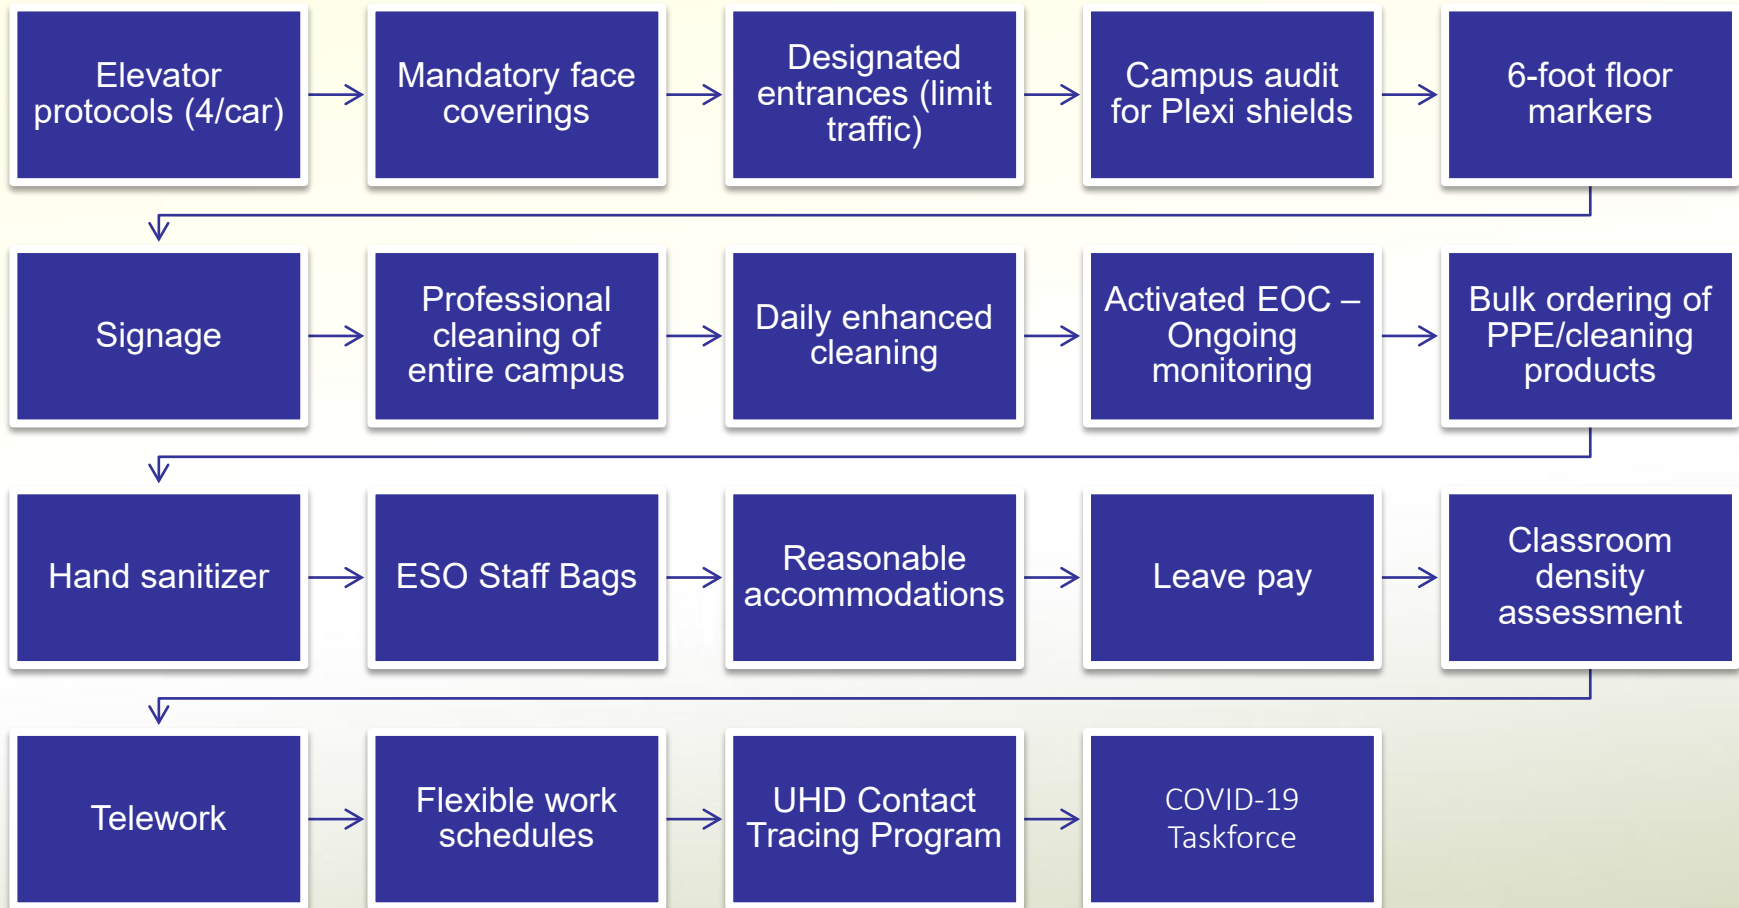 Elevator
protocols (4/car)
Mandatory face
coverings
Designated
entrances (limit
traffic)
Campus audit
for Plexi shields
6-foot floor
markers
Signage
Professional
cleaning of
entire campus
Daily enhanced
cleaning
Activated EOC –
Ongoing
monitoring
Bulk ordering of
PPE/cleaning
products
Hand sanitizer
ESO Staff Bags
Reasonable
accommodations
Leave pay
Classroom
density
assessment
Telework
Flexible work
schedules
UHD Contact
Tracing Program
COVID-19
Taskforce